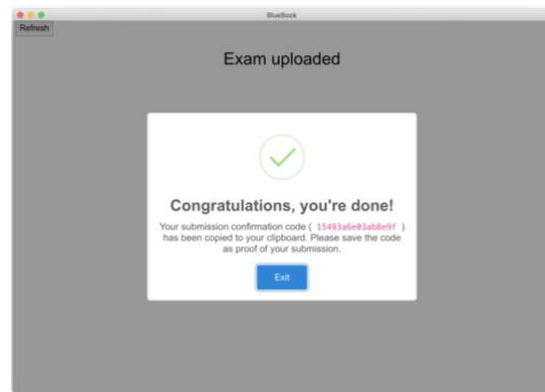 BlueBook
Refresh
Exam uploaded
Congratulations, you're done!
Your submission confirmation code ( 15493a6e03ab8e9f )
has been copied to your clipboard. Please save the code
as proof of your submission.
Exit